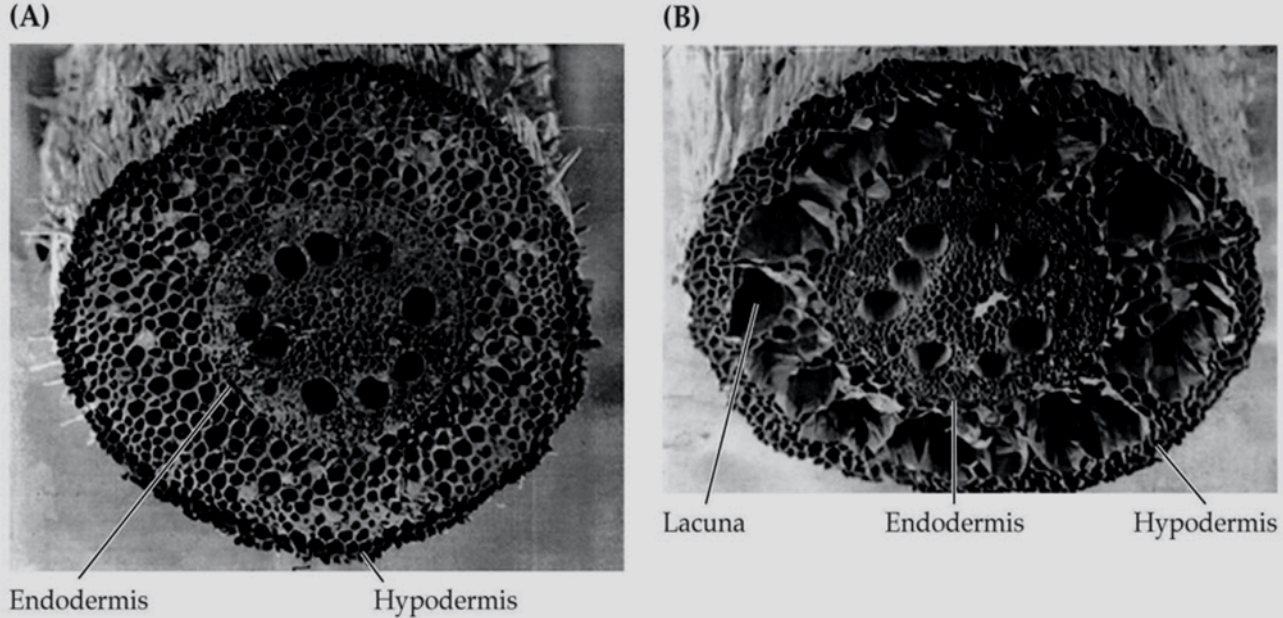 (A)
(B)
Endodermis
Hypodermis
Lacuna
Endodermis
Hypodermis